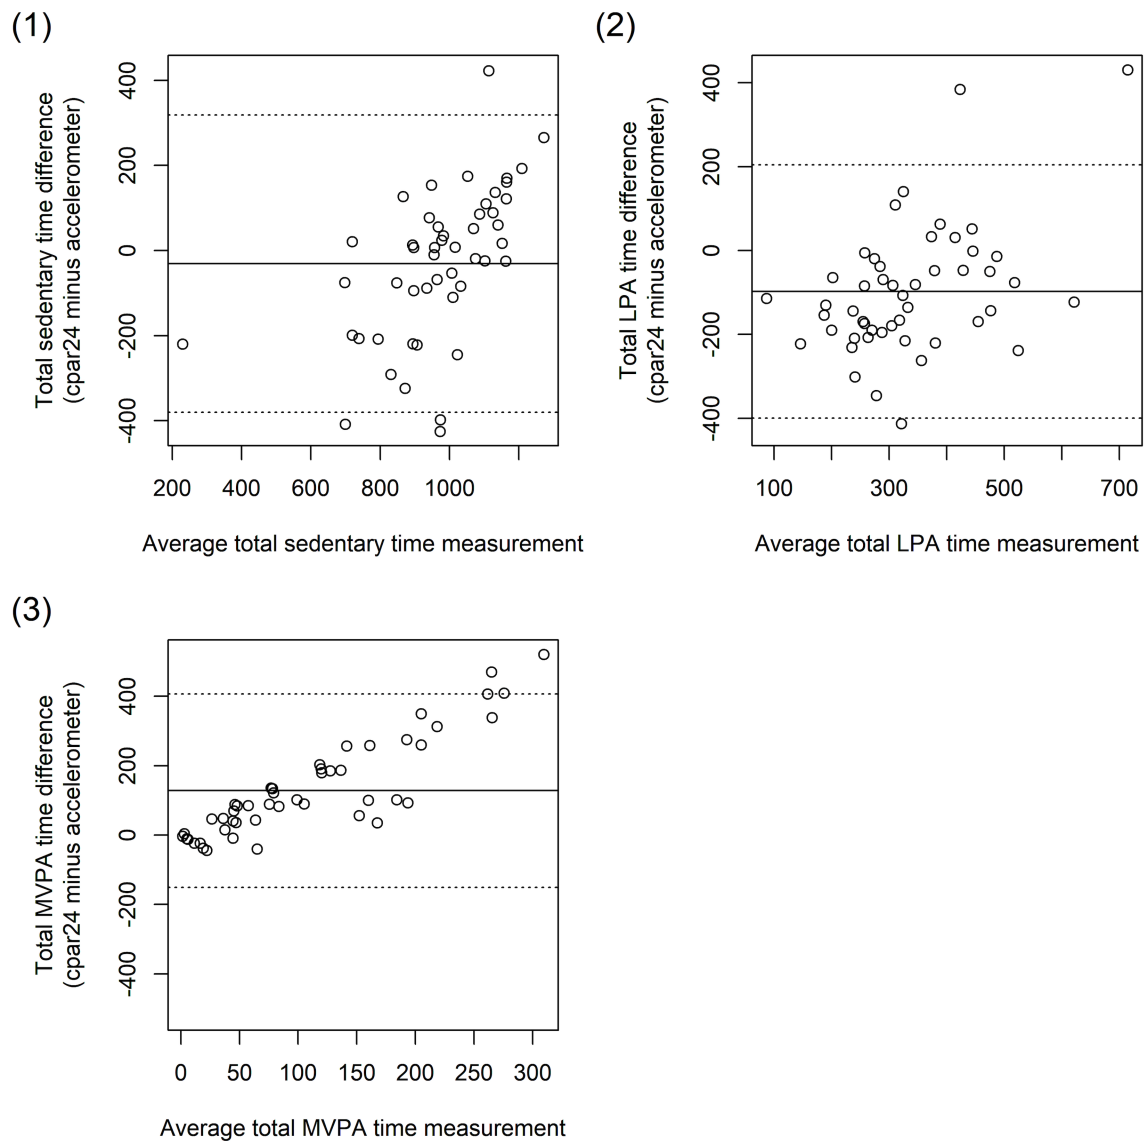 (1)
Total sedentary time difference
(cpar24 minus accelerometer)
400
200
0
-200
-400
200 400 600 800 1000
Average total sedentary time measurement
(2)
Total LPA time difference
(cpar24 minus accelerometer)
400
200
0
-200
-400
100 300 500 700
Average total LPA time measurement
(3)
Total MVPA time difference
(cpar24 minus accelerometer)
400
200
0
-200
-400
0 50 100 150 200 250 300
Average total MVPA time measurement